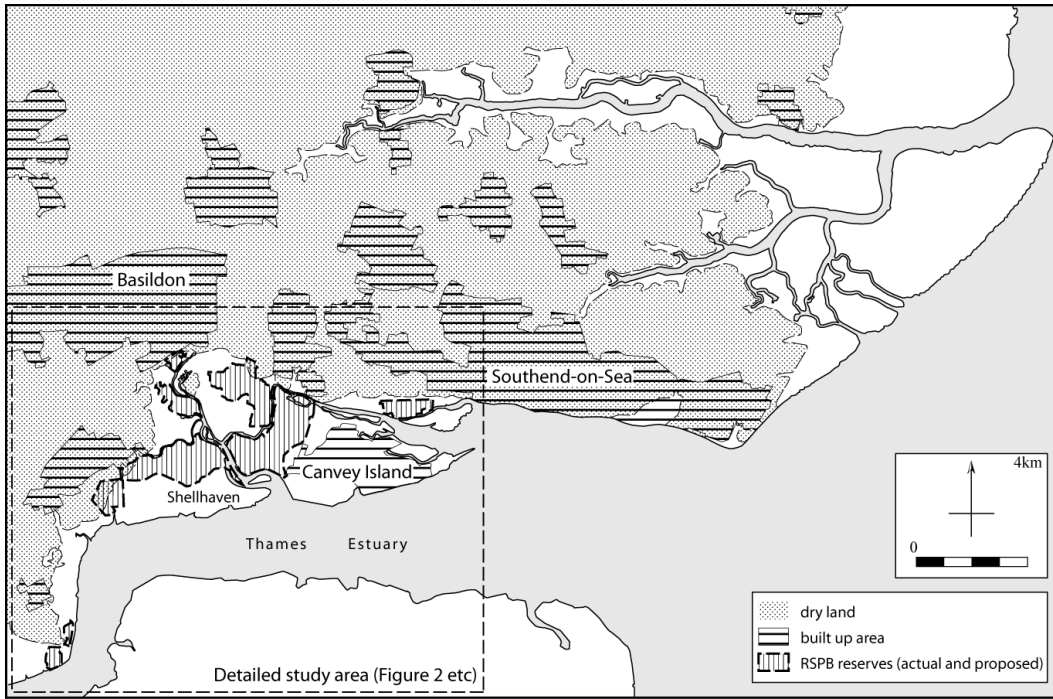 Basildon
Southend-on-Sea
Canvey Island
Shellhaven
Thames Estuary
4km
0
dry land
built up area
RSPB reserves (actual and proposed)
Detailed study area (Figure 2 etc)